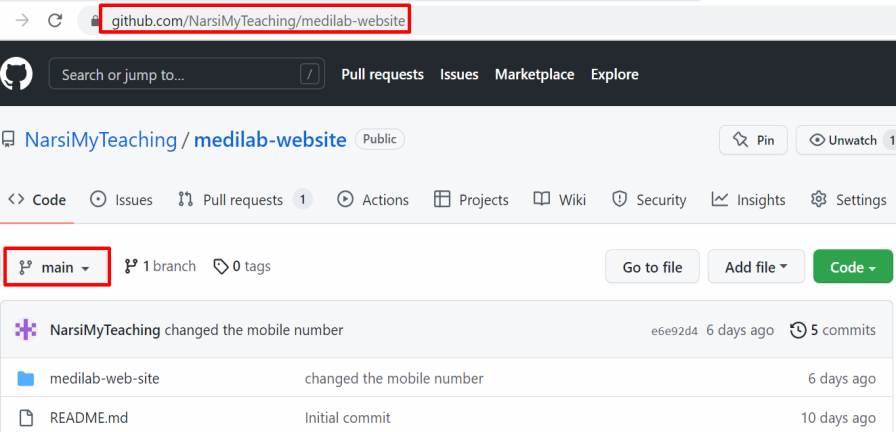 github.com/NarsiMyTeaching/medilab-website
Search or jump to... /
Pull requests Issues Marketplace Explore
NarsiMyTeaching / medilab-website Public
Pin Unwatch 1
Code Issues Pull requests 1 Actions Projects Wiki Security Insights Settings
main 1 branch 0 tags Go to file Add file Code
NarsiMyTeaching changed the mobile number e6e92d4 6 days ago 5 commits
medilab-web-site changed the mobile number 6 days ago
README.md Initial commit 10 days ago